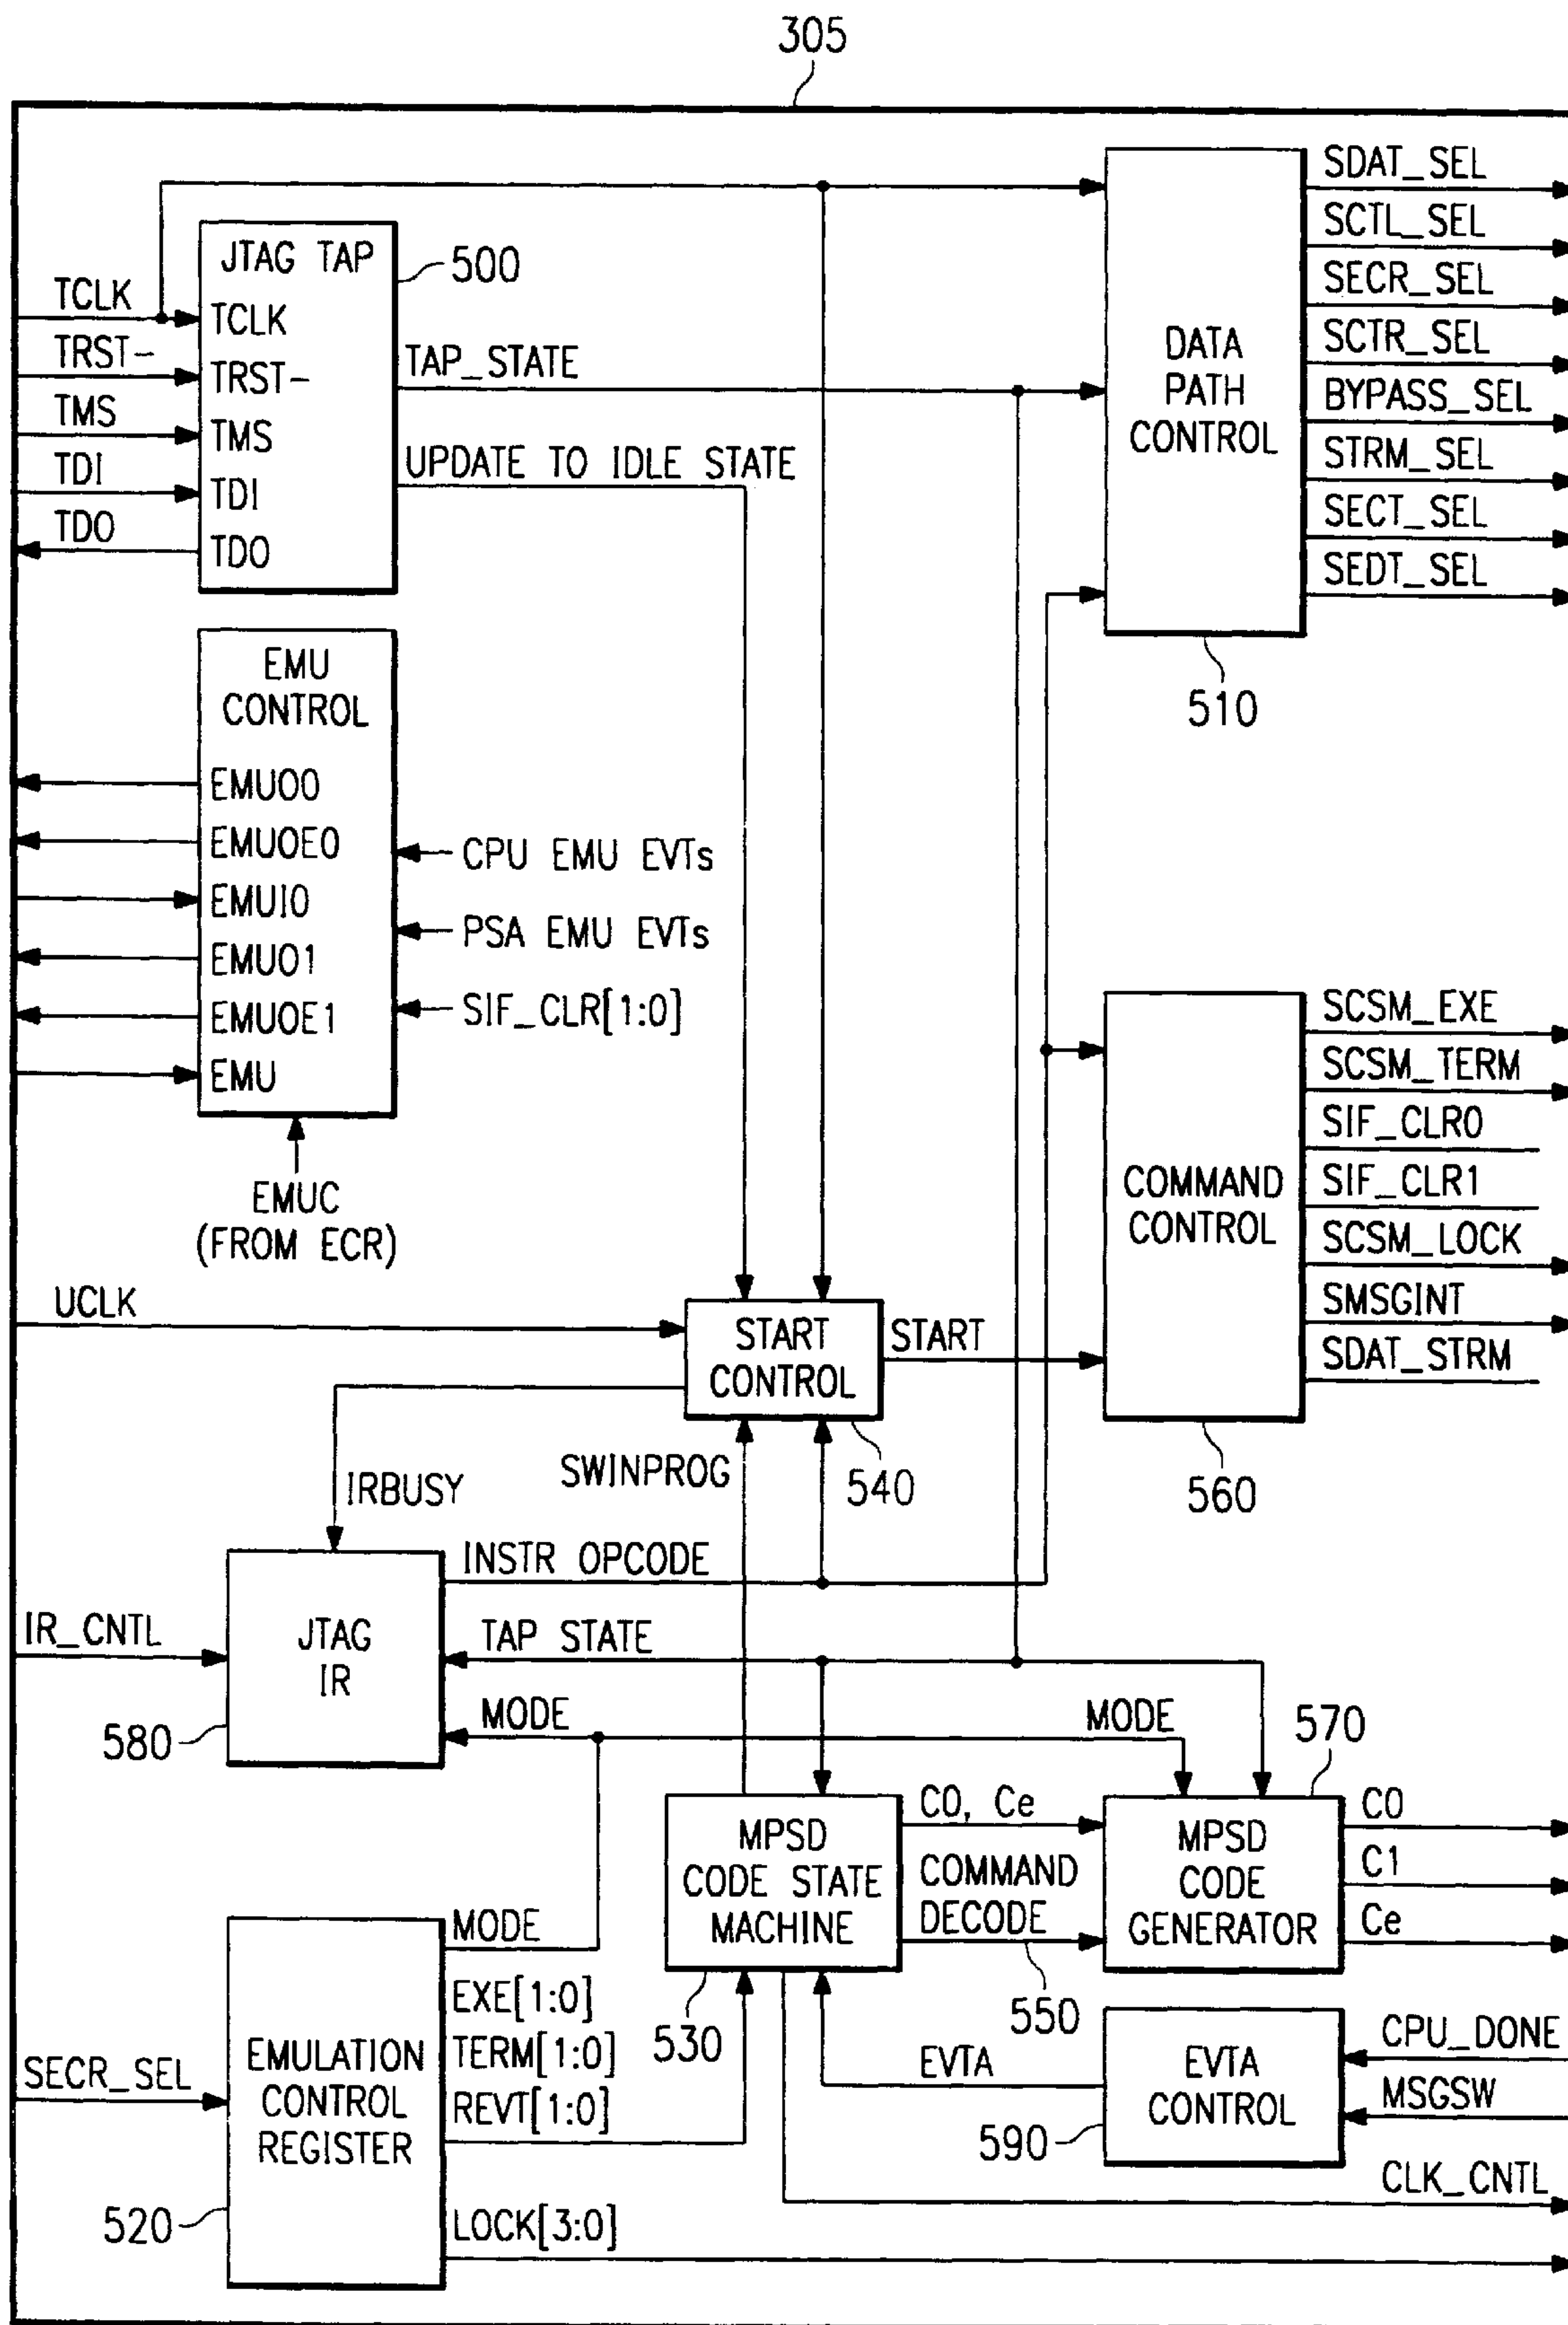 305
JTAG TAP
500
TCLK
TCLK
TRST-
TRST-
TMS
TMS
TDI
TDI
TDO
TDO
TAP_STATE
UPDATE TO IDLE STATE
DATA
PATH
CONTROL
510
SDAT_SEL
SCTL_SEL
SECR_SEL
SCTR_SEL
BYPASS_SEL
STRM_SEL
SECT_SEL
SEDT_SEL
EMU
CONTROL
EMUO0
EMUOE0
EMUI0
EMUO1
EMUOE1
EMU
CPU EMU EVTs
PSA EMU EVTs
SIF_CLR[1:0]
EMUC
(FROM ECR)
UCLK
START
CONTROL
540
START
COMMAND
CONTROL
560
SCSM_EXE
SCSM_TERM
SIF_CLR0
SIF_CLR1
SCSM_LOCK
SMSGINT
SDAT_STRM
IRBUSY
SWINPROG
IR_CNTL
JTAG
IR
580
INSTR OPCODE
TAP STATE
MODE
MODE
570
MPSD
CODE STATE
MACHINE
530
C0, Ce
COMMAND
DECODE
550
MPSD
CODE
GENERATOR
C0
C1
Ce
SECR_SEL
EMULATION
CONTROL
REGISTER
520
MODE
EXE[1:0]
TERM[1:0]
REVT[1:0]
LOCK[3:0]
EVTA
EVTA
CONTROL
590
CPU_DONE
MSGSW
CLK_CNTL